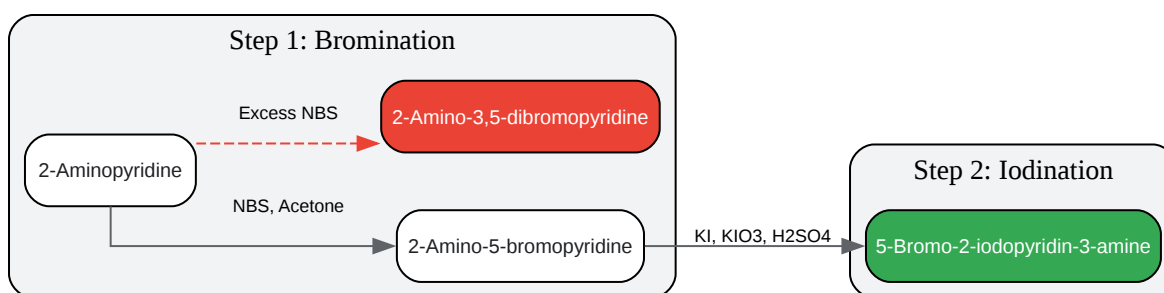 Step 1: Bromination
Excess NBS
2-Amino-3,5-dibromopyridine
2-Aminopyridine
NBS, Acetone
2-Amino-5-bromopyridine
KI, KIO3, H2SO4
Step 2: Iodination
5-Bromo-2-iodopyridin-3-amine